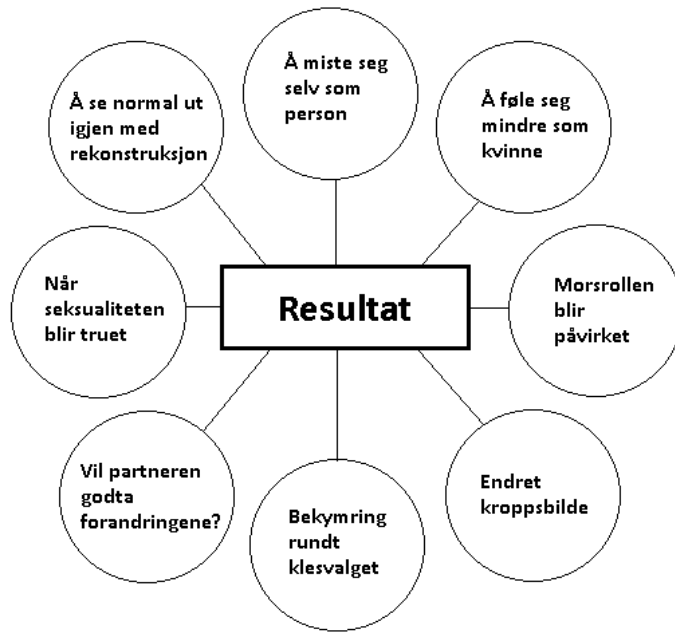 Å miste seg
selv som
person
Å føle seg
mindre som
kvinne
Morsrollen
blir
påvirket
Endret
kroppsbilde
Bekymring
rundt
klesvalget
Vil partneren
godta
forandringene?
Når
seksualiteten
blir truet
Å se normal ut
igjen med
rekonstruksjon
Resultat